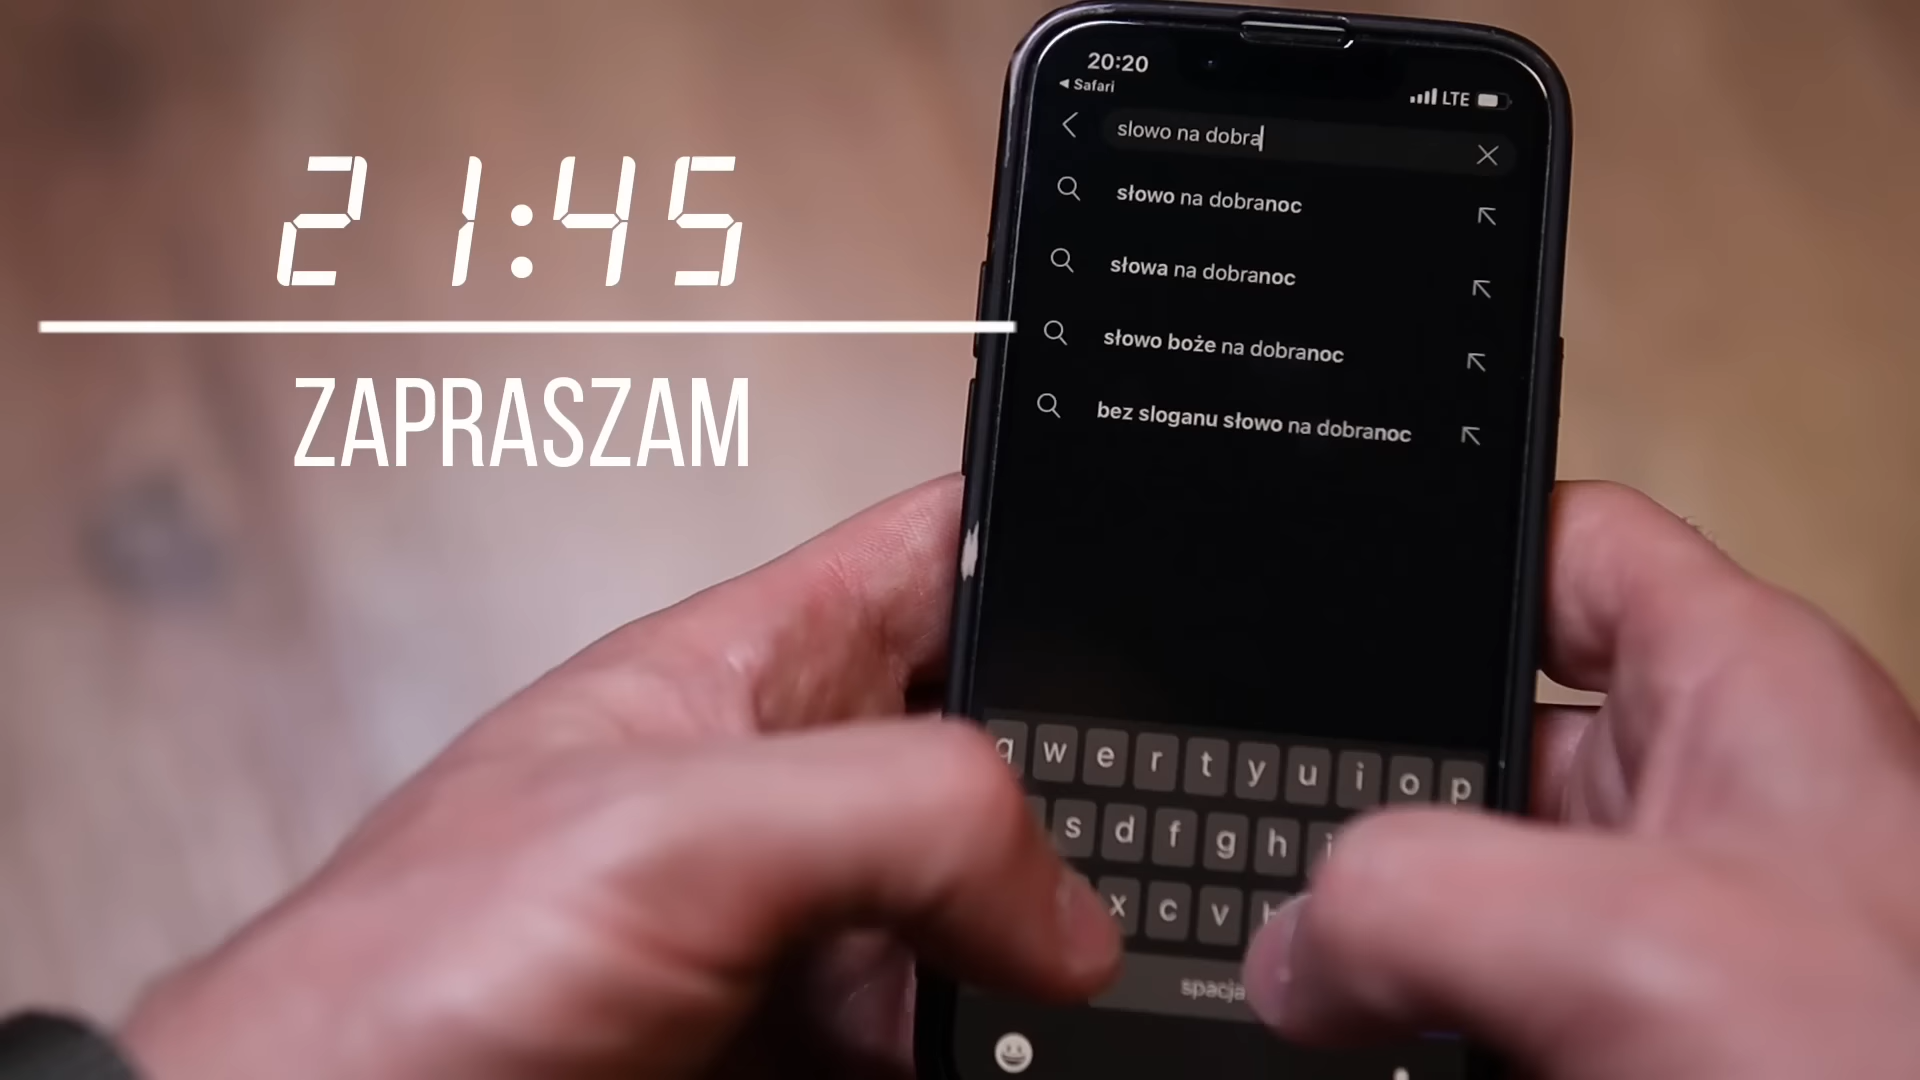 21:45
ZAPRASZAM
20:20
Safari
LTE
slowo na dobra
słowo na dobranoc
słowa na dobranoc
słowo boże na dobranoc
bez sloganu słowo na dobranoc
q w e r t y u i o p
s d f g h j
x c v
spacja